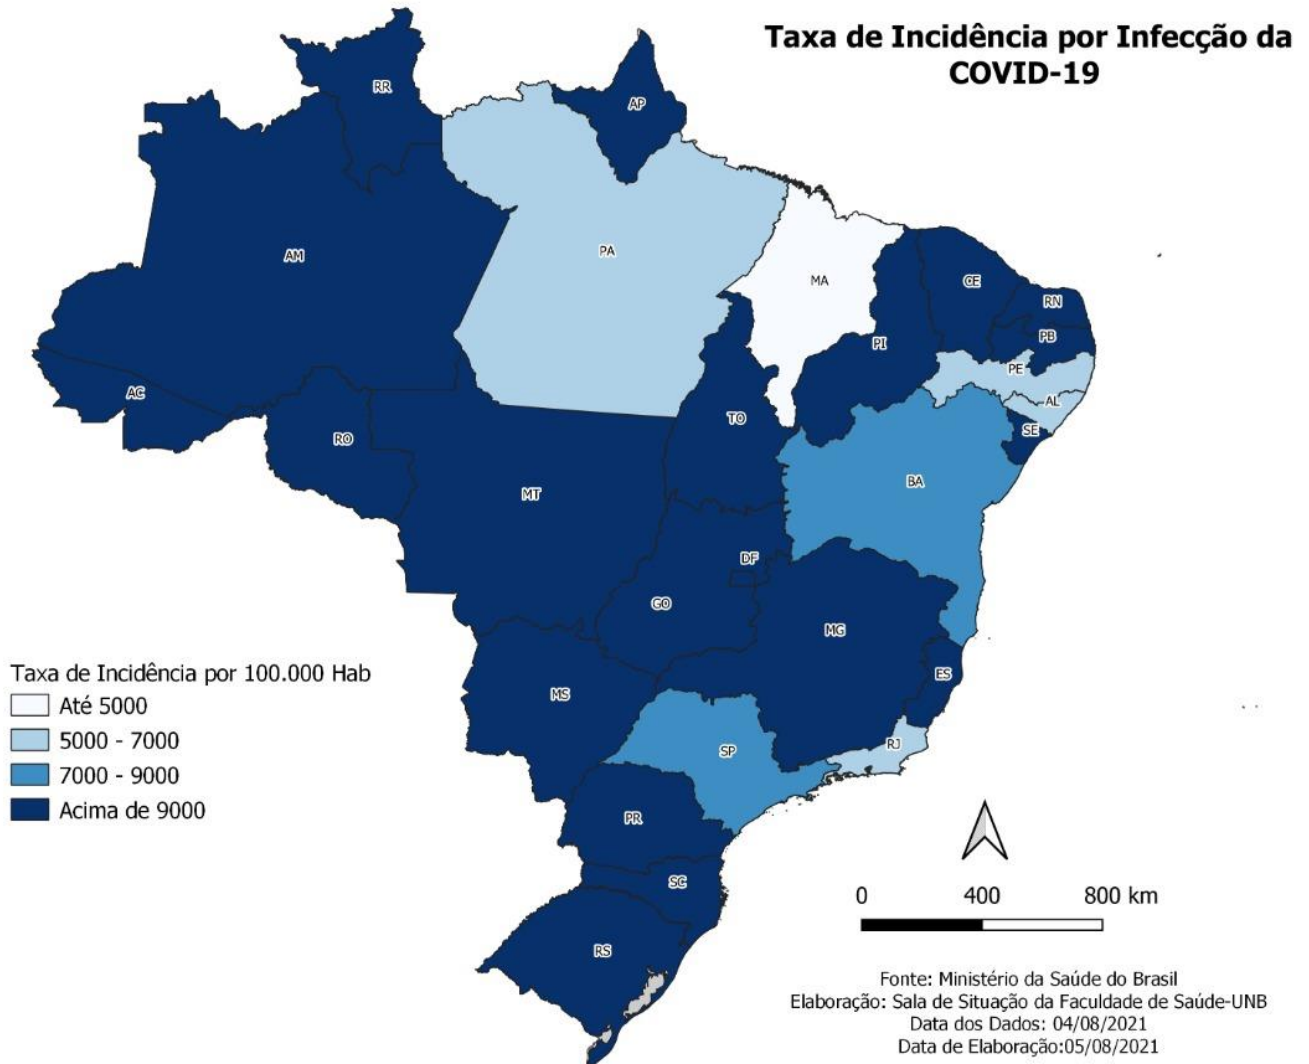 Taxa de Incidência por Infecção da
COVID-19
RR
AP
AM
PA
MA
CE
RN
PI
PB
PE
AC
AL
TO
SE
RO
BA
MT
DF
GO
MG
ES
MS
RJ
SP
PR
SC
RS
Taxa de Incidência por 100.000 Hab
Até 5000
5000 - 7000
7000 - 9000
Acima de 9000
0 400 800 km
Fonte: Ministério da Saúde do Brasil
Elaboração: Sala de Situação da Faculdade de Saúde-UNB
Data dos Dados: 04/08/2021
Data de Elaboração:05/08/2021